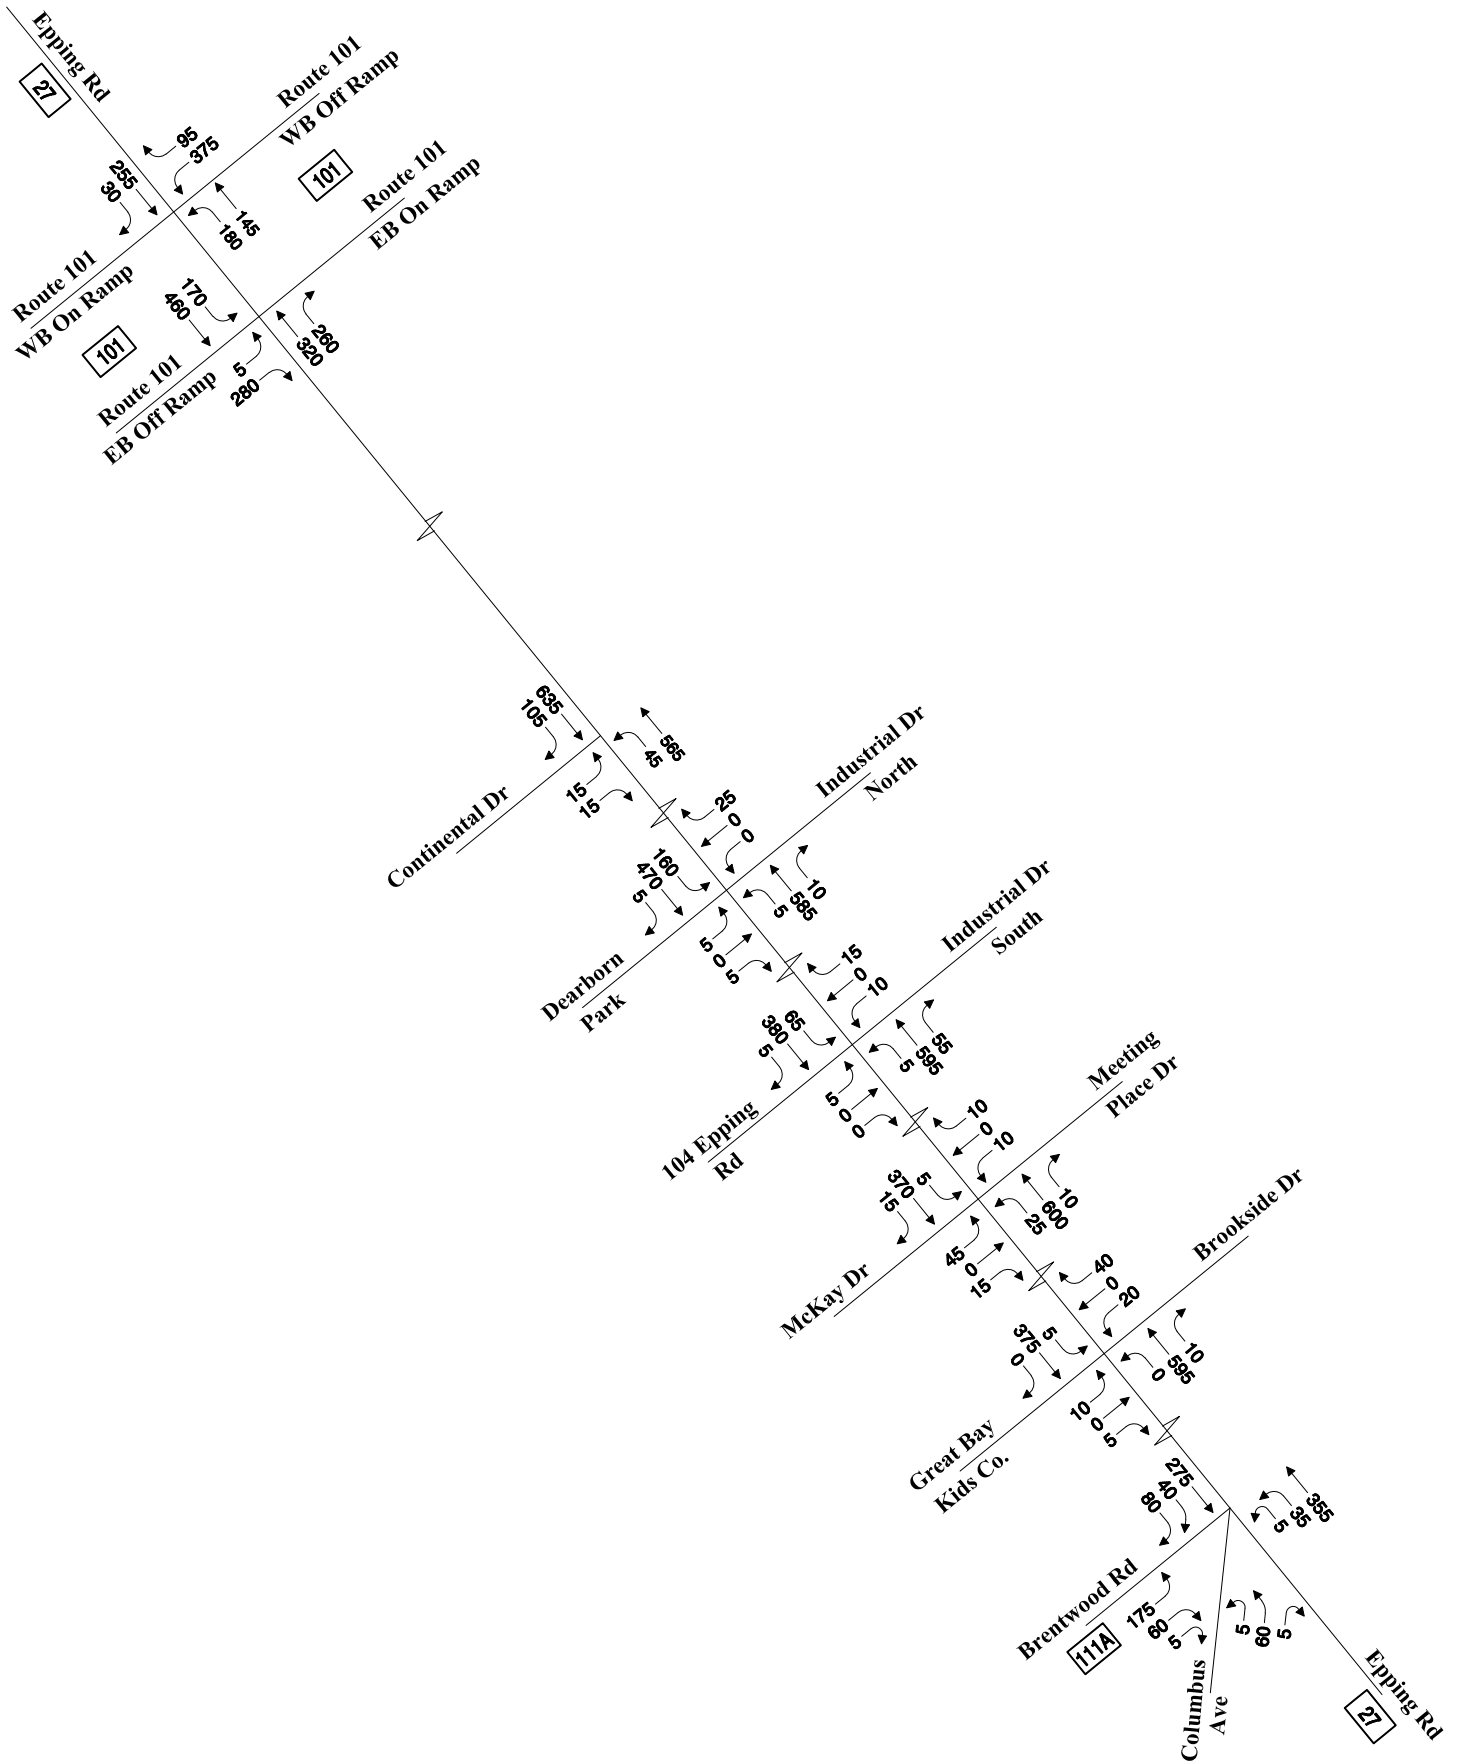 Epping Rd
27
Route 101
WB Off Ramp
101
95
375
255
30
145
180
Route 101
WB On Ramp
101
Route 101
EB On Ramp
170
460
260
320
5
280
Route 101
EB Off Ramp
635
105
565
45
15
15
Continental Dr
Industrial Dr
North
25
0
0
160
470
5
10
585
5
5
0
5
Dearborn
Park
Industrial Dr
South
15
0
10
65
380
5
55
595
5
5
0
0
104 Epping
Rd
Meeting
Place Dr
10
0
10
5
370
15
10
600
25
45
0
15
McKay Dr
Brookside Dr
40
0
20
5
375
0
10
595
0
10
0
5
Great Bay
Kids Co.
275
40
80
355
35
5
Brentwood Rd
111A
175
60
5
5
60
5
Columbus
Ave
Epping Rd
27